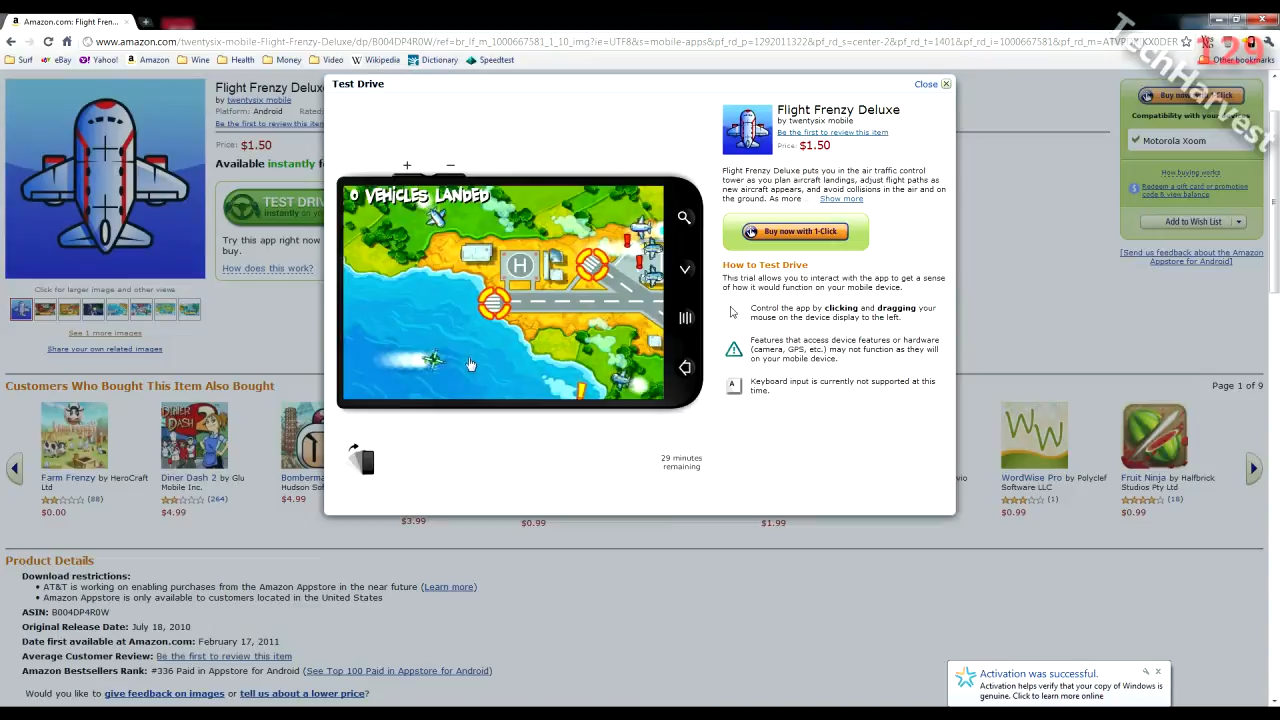 Amazon.com: Flight Fren...
www.amazon.com/twentysix-mobile-Flight-Frenzy-Deluxe/dp/B004DP4R0W/ref=br_lf_m_1000667581_1_10_img?ie=UTF8&s=mobile-apps&pf_rd_p=1292011322&pf_rd_s=center-2&pf_rd_t=1401&pf_rd_i=1000667581&pf_rd_m=ATVP
Surf eBay Yahoo! Amazon Wine Health Money Video Wikipedia Dictionary Speedtest Other bookmarks
TechHarvest
129
Flight Frenzy Delux
by twentysix mobile
Platform: Android Rated:
Be the first to review this item
Price: $1.50
Available instantly f
TEST DRI
instantly on yo
Try this app right now
buy.
How does this work?
Click for larger image and other views
See 1 more images
Share your own related images
Test Drive
Close
+ −
0 VEHICLES LANDED
H
29 minutes
remaining
Flight Frenzy Deluxe
by twentysix mobile
Be the first to review this item
Price: $1.50
Flight Frenzy Deluxe puts you in the air traffic control
tower as you plan aircraft landings, adjust flight paths as
new aircraft appears, and avoid collisions in the air and on
the ground. As more Show more
Buy now with 1-Click
How to Test Drive
This trial allows you to interact with the app to get a sense
of how it would function on your mobile device.
Control the app by clicking and dragging your
mouse on the device display to the left.
Features that access device features or hardware
(camera, GPS, etc.) may not function as they will
on your mobile device.
A
Keyboard input is currently not supported at this
time.
Buy now with 1-Click
Compatibility with your devices
Motorola Xoom
How buying works
Redeem a gift card or promotion
code & view balance
Add to Wish List
[Send us feedback about the Amazon
Appstore for Android]
Customers Who Bought This Item Also Bought
Page 1 of 9
Farm Frenzy by HeroCraft
Ltd
(88)
$0.00
Diner Dash 2 by Glu
Mobile Inc.
(264)
$4.99
Bomberma
Hudson So
$4.99
$3.99
$0.99
$1.99
vio
WordWise Pro by Polyclef
Software LLC
(1)
$0.99
Fruit Ninja by Halfbrick
Studios Pty Ltd
(18)
$0.99
Product Details
Download restrictions:
• AT&T is working on enabling purchases from the Amazon Appstore in the near future (Learn more)
• Amazon Appstore is only available to customers located in the United States
ASIN: B004DP4R0W
Original Release Date: July 18, 2010
Date first available at Amazon.com: February 17, 2011
Average Customer Review: Be the first to review this item
Amazon Bestsellers Rank: #336 Paid in Appstore for Android (See Top 100 Paid in Appstore for Android)
Would you like to give feedback on images or tell us about a lower price?
Activation was successful.
Activation helps verify that your copy of Windows is
genuine. Click to learn more online